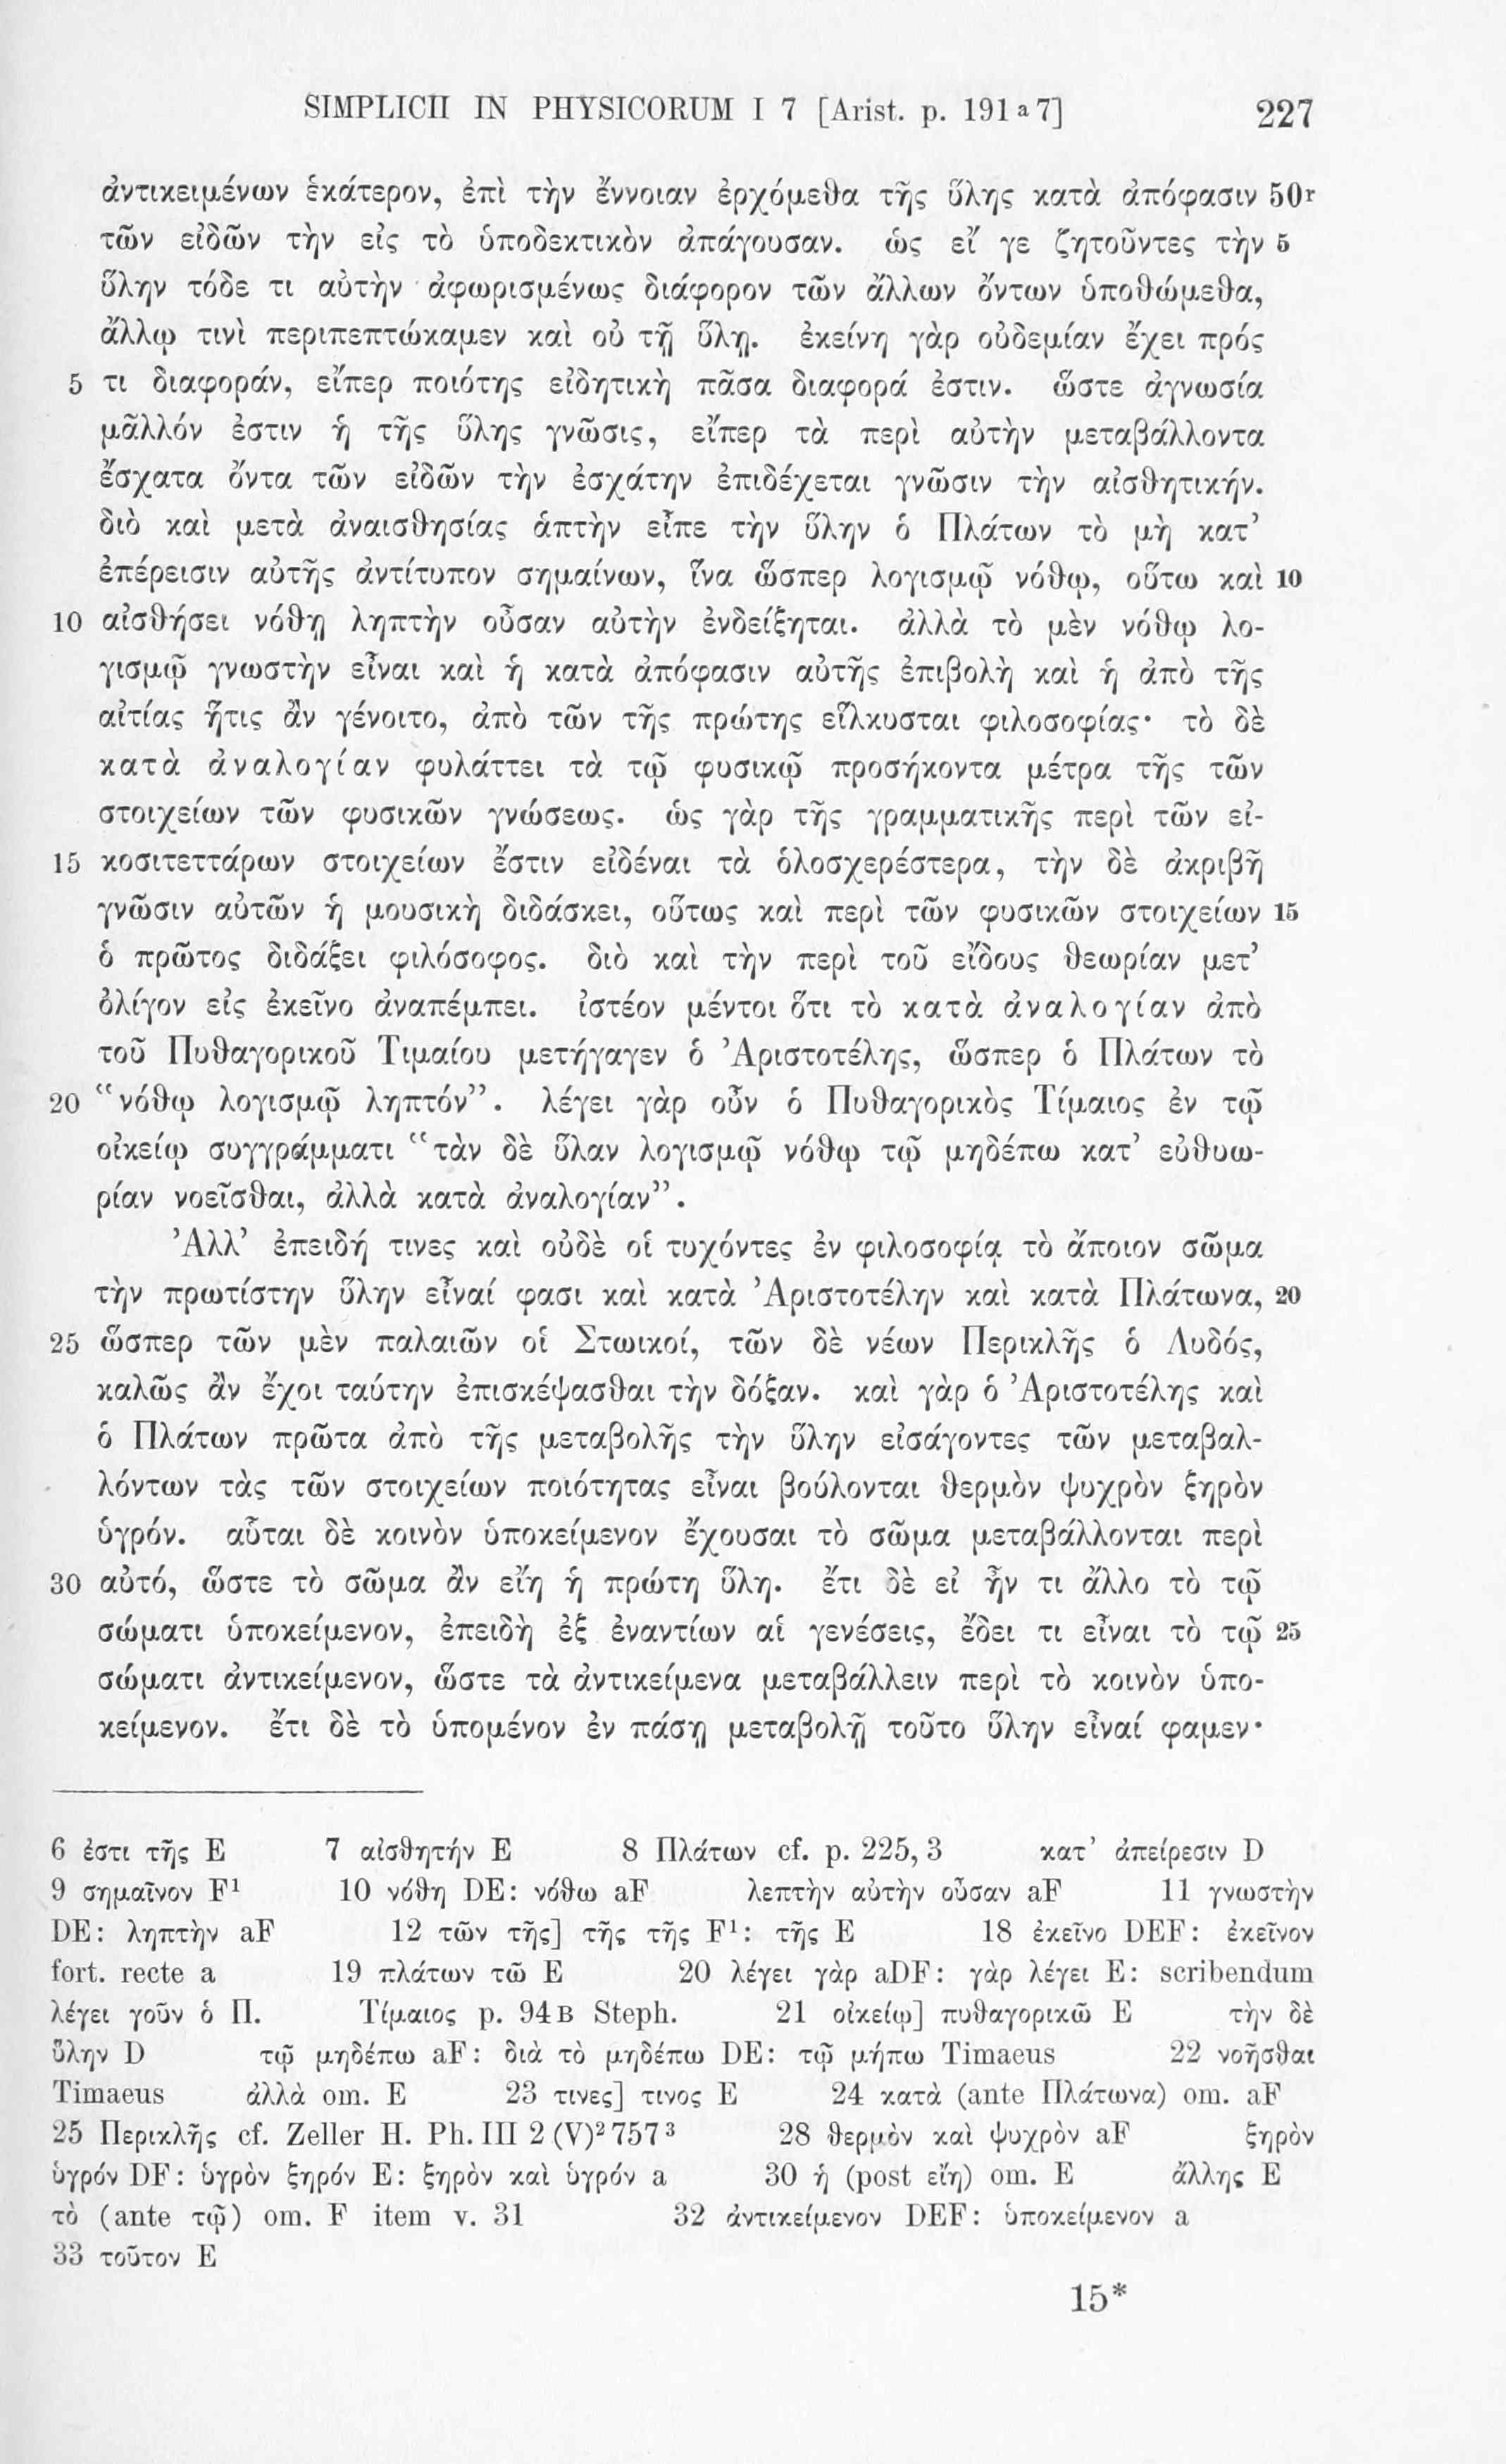 SIMPLICII IN PHYSICORUM I 7 [Arist. p. 191 a 7] 227
ἀντικειμένων ἑκάτερον, ἐπὶ τὴν ἔννοιαν ἐρχόμεθα τῆς ὕλης κατὰ ἀπόφασιν 50r
τῶν εἰδῶν τὴν εἰς τὸ ὑποδεκτικὸν ἀπάγουσαν. ὡς εἴ γε ζητοῦντες τὴν 5
ὕλην τόδε τι αὐτὴν ἀφωρισμένως διάφορον τῶν ἄλλων ὄντων ὑποθώμεθα,
ἄλλῳ τινὶ περιπεπτώκαμεν καὶ οὐ τῇ ὕλῃ. ἐκείνη γὰρ οὐδεμίαν ἔχει πρός
5 τι διαφοράν, εἴπερ ποιότης εἰδητικὴ πᾶσα διαφορά ἐστιν. ὥστε ἀγνωσία
μᾶλλόν ἐστιν ἡ τῆς ὕλης γνῶσις, εἴπερ τὰ περὶ αὐτὴν μεταβάλλοντα
ἔσχατα ὄντα τῶν εἰδῶν τὴν ἐσχάτην ἐπιδέχεται γνῶσιν τὴν αἰσθητικήν.
διὸ καὶ μετὰ ἀναισθησίας ἁπτὴν εἶπε τὴν ὕλην ὁ Πλάτων τὸ μὴ κατ’
ἐπέρεισιν αὐτῆς ἀντίτυπον σημαίνων, ἵνα ὥσπερ λογισμῷ νόθῳ, οὕτω καὶ 10
10 αἰσθήσει νόθῃ ληπτὴν οὖσαν αὐτὴν ἐνδείξηται. ἀλλὰ τὸ μὲν νόθῳ λο-
γισμῷ γνωστὴν εἶναι καὶ ἡ κατὰ ἀπόφασιν αὐτῆς ἐπιβολὴ καὶ ἡ ἀπὸ τῆς
αἰτίας ἥτις ἂν γένοιτο, ἀπὸ τῶν τῆς πρώτης εἵλκυσται φιλοσοφίας· τὸ δὲ
κατὰ ἀναλογίαν φυλάττει τὰ τῷ φυσικῷ προσήκοντα μέτρα τῆς τῶν
στοιχείων τῶν φυσικῶν γνώσεως. ὡς γὰρ τῆς γραμματικῆς περὶ τῶν εἰ-
15 κοσιτεττάρων στοιχείων ἔστιν εἰδέναι τὰ ὁλοσχερέστερα, τὴν δὲ ἀκριβῆ
γνῶσιν αὐτῶν ἡ μουσικὴ διδάσκει, οὕτως καὶ περὶ τῶν φυσικῶν στοιχείων 15
ὁ πρῶτος διδάξει φιλόσοφος. διὸ καὶ τὴν περὶ τοῦ εἴδους θεωρίαν μετ’
ὀλίγον εἰς ἐκεῖνο ἀναπέμπει. ἰστέον μέντοι ὅτι τὸ κατὰ ἀναλογίαν ἀπὸ
τοῦ Πυθαγορικοῦ Τιμαίου μετήγαγεν ὁ Ἀριστοτέλης, ὥσπερ ὁ Πλάτων τὸ
20 “νόθῳ λογισμῷ ληπτόν”. λέγει γὰρ οὖν ὁ Πυθαγορικὸς Τίμαιος ἐν τῷ
οἰκείῳ συγγράμματι “τὰν δὲ ὕλαν λογισμῷ νόθῳ τῷ μηδέπω κατ’ εὐθυω-
ρίαν νοεῖσθαι, ἀλλὰ κατὰ ἀναλογίαν”.
Ἀλλ’ ἐπειδή τινες καὶ οὐδὲ οἱ τυχόντες ἐν φιλοσοφίᾳ τὸ ἄποιον σῶμα
τὴν πρωτίστην ὕλην εἶναί φασι καὶ κατὰ Ἀριστοτέλην καὶ κατὰ Πλάτωνα, 20
25 ὥσπερ τῶν μὲν παλαιῶν οἱ Στωικοί, τῶν δὲ νέων Περικλῆς ὁ Λυδός,
καλῶς ἂν ἔχοι ταύτην ἐπισκέψασθαι τὴν δόξαν. καὶ γὰρ ὁ Ἀριστοτέλης καὶ
ὁ Πλάτων πρῶτα ἀπὸ τῆς μεταβολῆς τὴν ὕλην εἰσάγοντες τῶν μεταβαλ-
λόντων τὰς τῶν στοιχείων ποιότητας εἶναι βούλονται θερμὸν ψυχρὸν ξηρὸν
ὑγρόν. αὗται δὲ κοινὸν ὑποκείμενον ἔχουσαι τὸ σῶμα μεταβάλλονται περὶ
30 αὐτό, ὥστε τὸ σῶμα ἂν εἴη ἡ πρώτη ὕλη. ἔτι δὲ εἰ ἦν τι ἄλλο τὸ τῷ
σώματι ὑποκείμενον, ἐπειδὴ ἐξ ἐναντίων αἱ γενέσεις, ἔδει τι εἶναι τὸ τῷ 25
σώματι ἀντικείμενον, ὥστε τὰ ἀντικείμενα μεταβάλλειν περὶ τὸ κοινὸν ὑπο-
κείμενον. ἔτι δὲ τὸ ὑπομένον ἐν πάσῃ μεταβολῇ τοῦτο ὕλην εἶναί φαμεν·
6 ἐστι τῆς E 7 αἰσθητήν E 8 Πλάτων cf. p. 225, 3 κατ’ ἀπείρεσιν D
9 σημαῖνον F¹ 10 νόθη DE: νόθω aF λεπτὴν αὐτὴν οὖσαν aF 11 γνωστὴν
DE: ληπτὴν aF 12 τῶν τῆς] τῆς τῆς F¹: τῆς E 18 ἐκεῖνο DEF: ἐκεῖνον
fort. recte a 19 πλάτων τῶ E 20 λέγει γὰρ aDF: γὰρ λέγει E: scribendum
λέγει γοῦν ὁ Π. Τίμαιος p. 94 B Steph. 21 οἰκείῳ] πυθαγορικῶ E τὴν δὲ
ὕλην D τῷ μηδέπω aF: διὰ τὸ μηδέπω DE: τῷ μήπω Timaeus 22 νοῆσθαι
Timaeus ἀλλὰ om. E 23 τινες] τινος E 24 κατὰ (ante Πλάτωνα) om. aF
25 Περικλῆς cf. Zeller H. Ph. III 2 (V)² 757³ 28 θερμὸν καὶ ψυχρὸν aF ξηρὸν
ὑγρόν DF: ὑγρὸν ξηρόν E: ξηρὸν καὶ ὑγρόν a 30 ἡ (post εἴη) om. E ἄλλης E
τὸ (ante τῷ) om. F item v. 31 32 ἀντικείμενον DEF: ὑποκείμενον a
33 τοῦτον E
15*